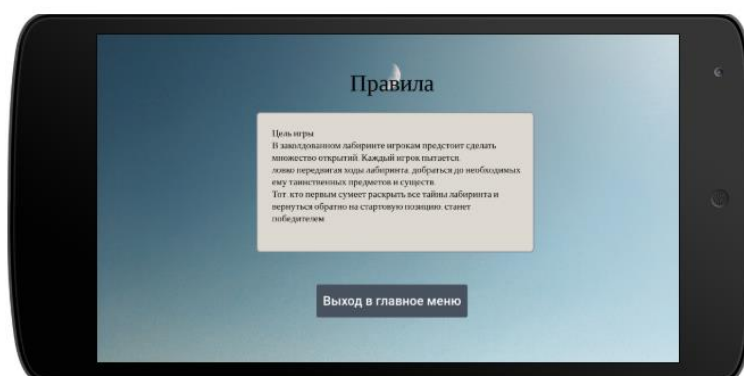 Правила
Цель игры
В заколдованном лабиринте игрокам предстоит сделать
множество открытий. Каждый игрок пытается,
ловко передвигая ходы лабиринта, добраться до необходимых
ему таинственных предметов и существ.
Тот, кто первым сумеет раскрыть все тайны лабиринта и
вернуться обратно на стартовую позицию, станет
победителем
Выход в главное меню